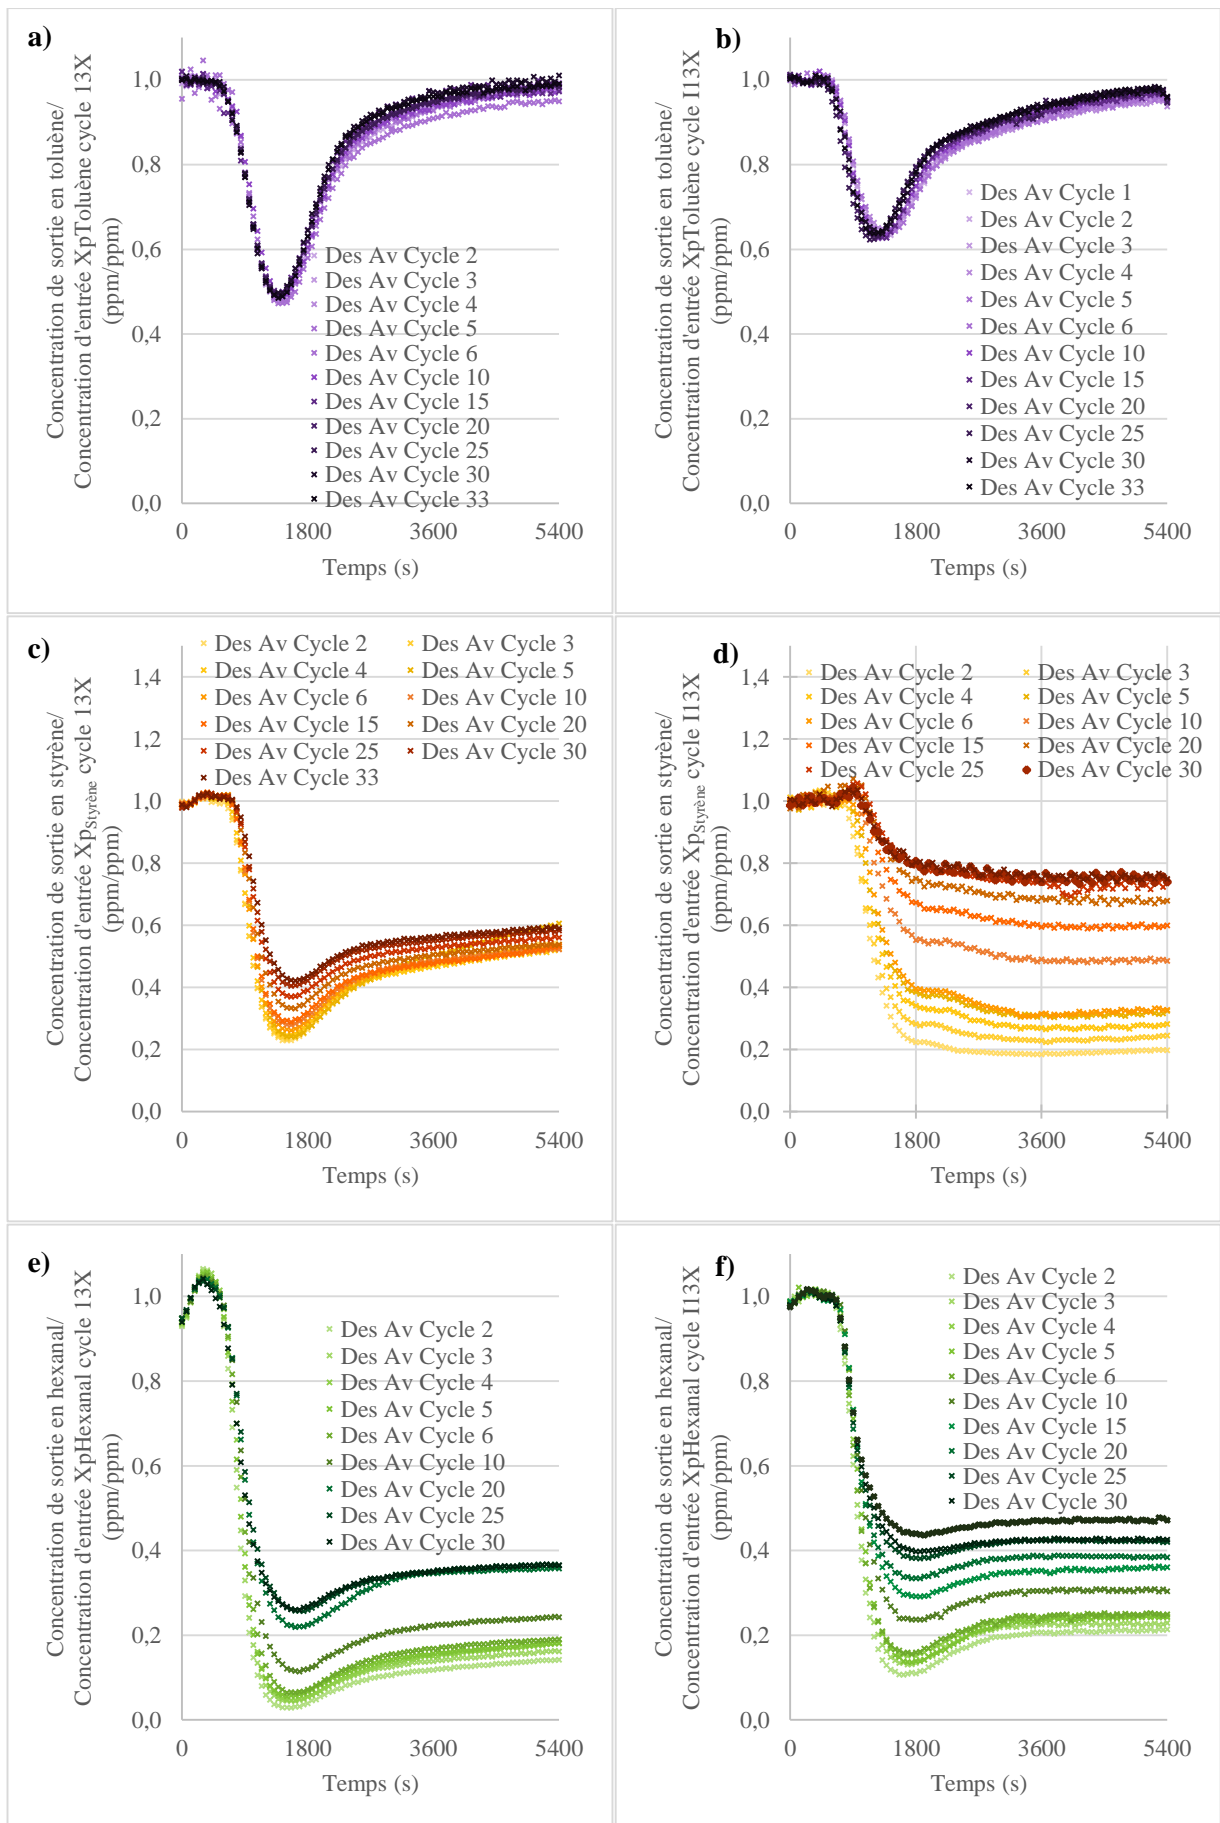 a)
Concentration de sortie en toluène/
Concentration d'entrée XpToluène cycle 13X
(ppm/ppm)
1,0
0,8
0,6
0,4
0,2
0,0
Des Av Cycle 2
Des Av Cycle 3
Des Av Cycle 4
Des Av Cycle 5
Des Av Cycle 6
Des Av Cycle 10
Des Av Cycle 15
Des Av Cycle 20
Des Av Cycle 25
Des Av Cycle 30
Des Av Cycle 33
0 1800 3600 5400
Temps (s)
b)
Concentration de sortie en toluène/
Concentration d'entrée XpToluène cycle I13X
(ppm/ppm)
1,0
0,8
0,6
0,4
0,2
0,0
Des Av Cycle 1
Des Av Cycle 2
Des Av Cycle 3
Des Av Cycle 4
Des Av Cycle 5
Des Av Cycle 6
Des Av Cycle 10
Des Av Cycle 15
Des Av Cycle 20
Des Av Cycle 25
Des Av Cycle 30
Des Av Cycle 33
0 1800 3600 5400
Temps (s)
c)
Concentration de sortie en styrène/
Concentration d'entrée XpStyrène cycle 13X
(ppm/ppm)
1,4
1,2
1,0
0,8
0,6
0,4
0,2
0,0
Des Av Cycle 2 Des Av Cycle 3
Des Av Cycle 4 Des Av Cycle 5
Des Av Cycle 6 Des Av Cycle 10
Des Av Cycle 15 Des Av Cycle 20
Des Av Cycle 25 Des Av Cycle 30
Des Av Cycle 33
0 1800 3600 5400
Temps (s)
d)
Concentration de sortie en styrène/
Concentration d'entrée XpStyrène cycle I13X
(ppm/ppm)
1,4
1,2
1,0
0,8
0,6
0,4
0,2
0,0
Des Av Cycle 2 Des Av Cycle 3
Des Av Cycle 4 Des Av Cycle 5
Des Av Cycle 6 Des Av Cycle 10
Des Av Cycle 15 Des Av Cycle 20
Des Av Cycle 25 Des Av Cycle 30
0 1800 3600 5400
Temps (s)
e)
Concentration de sortie en hexanal/
Concentration d'entrée XpHexanal cycle 13X
(ppm/ppm)
1,0
0,8
0,6
0,4
0,2
0,0
Des Av Cycle 2
Des Av Cycle 3
Des Av Cycle 4
Des Av Cycle 5
Des Av Cycle 6
Des Av Cycle 10
Des Av Cycle 20
Des Av Cycle 25
Des Av Cycle 30
0 1800 3600 5400
Temps (s)
f)
Concentration de sortie en hexanal/
Concentration d'entrée XpHexanal cycle I13X
(ppm/ppm)
1,0
0,8
0,6
0,4
0,2
0,0
Des Av Cycle 2
Des Av Cycle 3
Des Av Cycle 4
Des Av Cycle 5
Des Av Cycle 6
Des Av Cycle 10
Des Av Cycle 15
Des Av Cycle 20
Des Av Cycle 25
Des Av Cycle 30
0 1800 3600 5400
Temps (s)